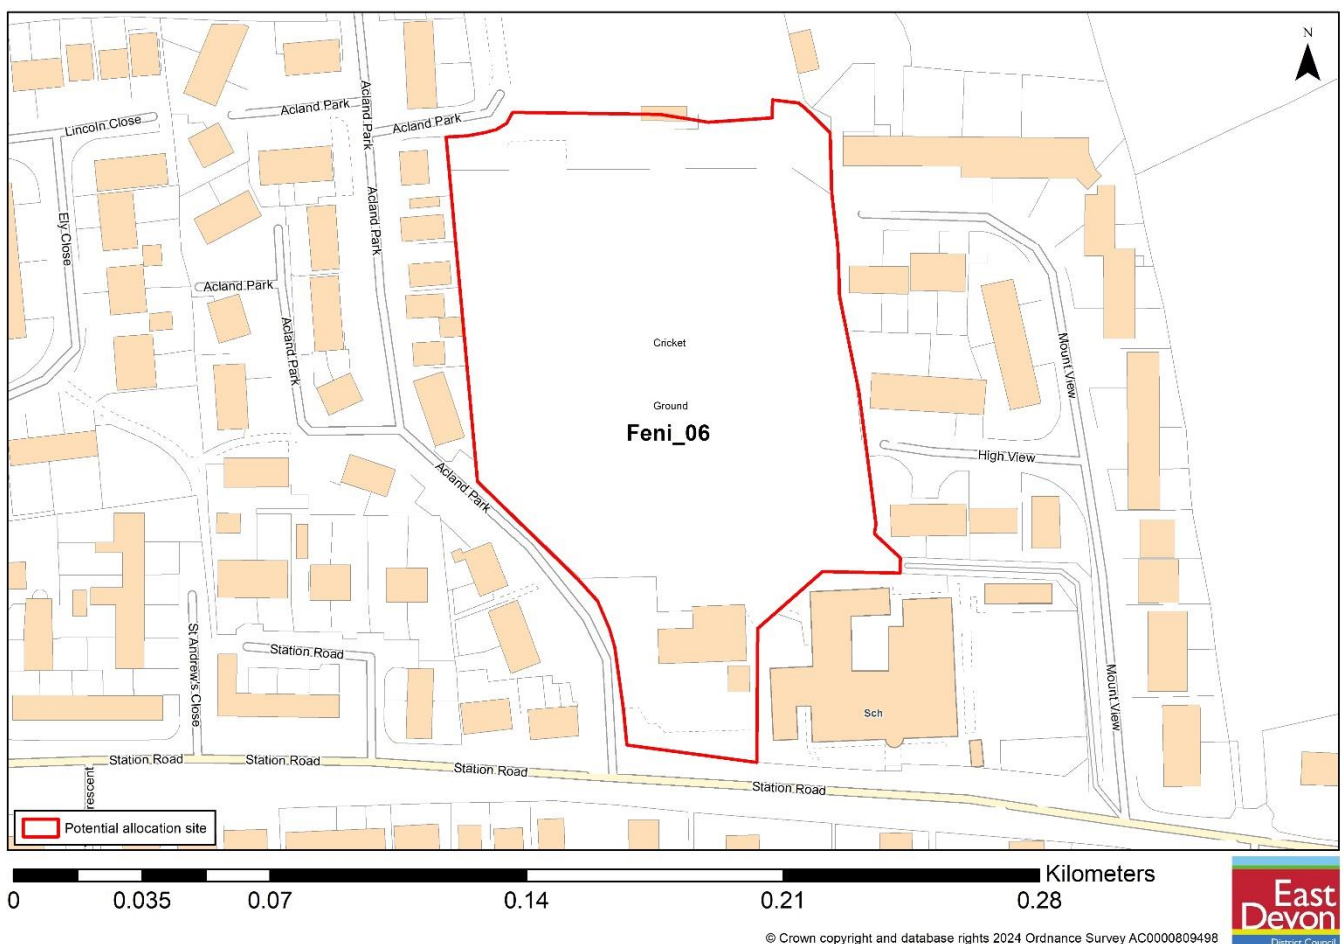 N
Acland Park
Acland Park
Acland Park
Lincoln Close
Ely Close
Acland Park
Acland Park
Acland Park
Cricket
Ground
Feni_06
Mount View
High View
Acland Park
St Andrew's Close
Station Road
Sch
Mount View
Station Road
Station Road
Station Road
Station Road
Potential allocation site
Kilometers
0
0.035
0.07
0.14
0.21
0.28
East
Devon
District Council
© Crown copyright and database rights 2024 Ordnance Survey AC0000809498